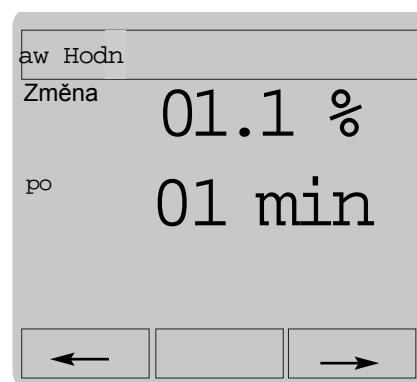 aw Hodn
Změna 01.1 %
po 01 min
← →